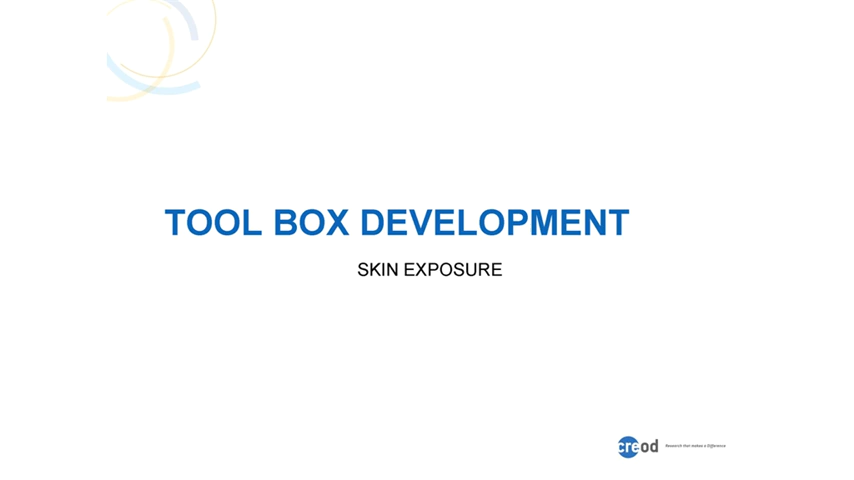 TOOL BOX DEVELOPMENT
SKIN EXPOSURE
creod Research that makes a difference